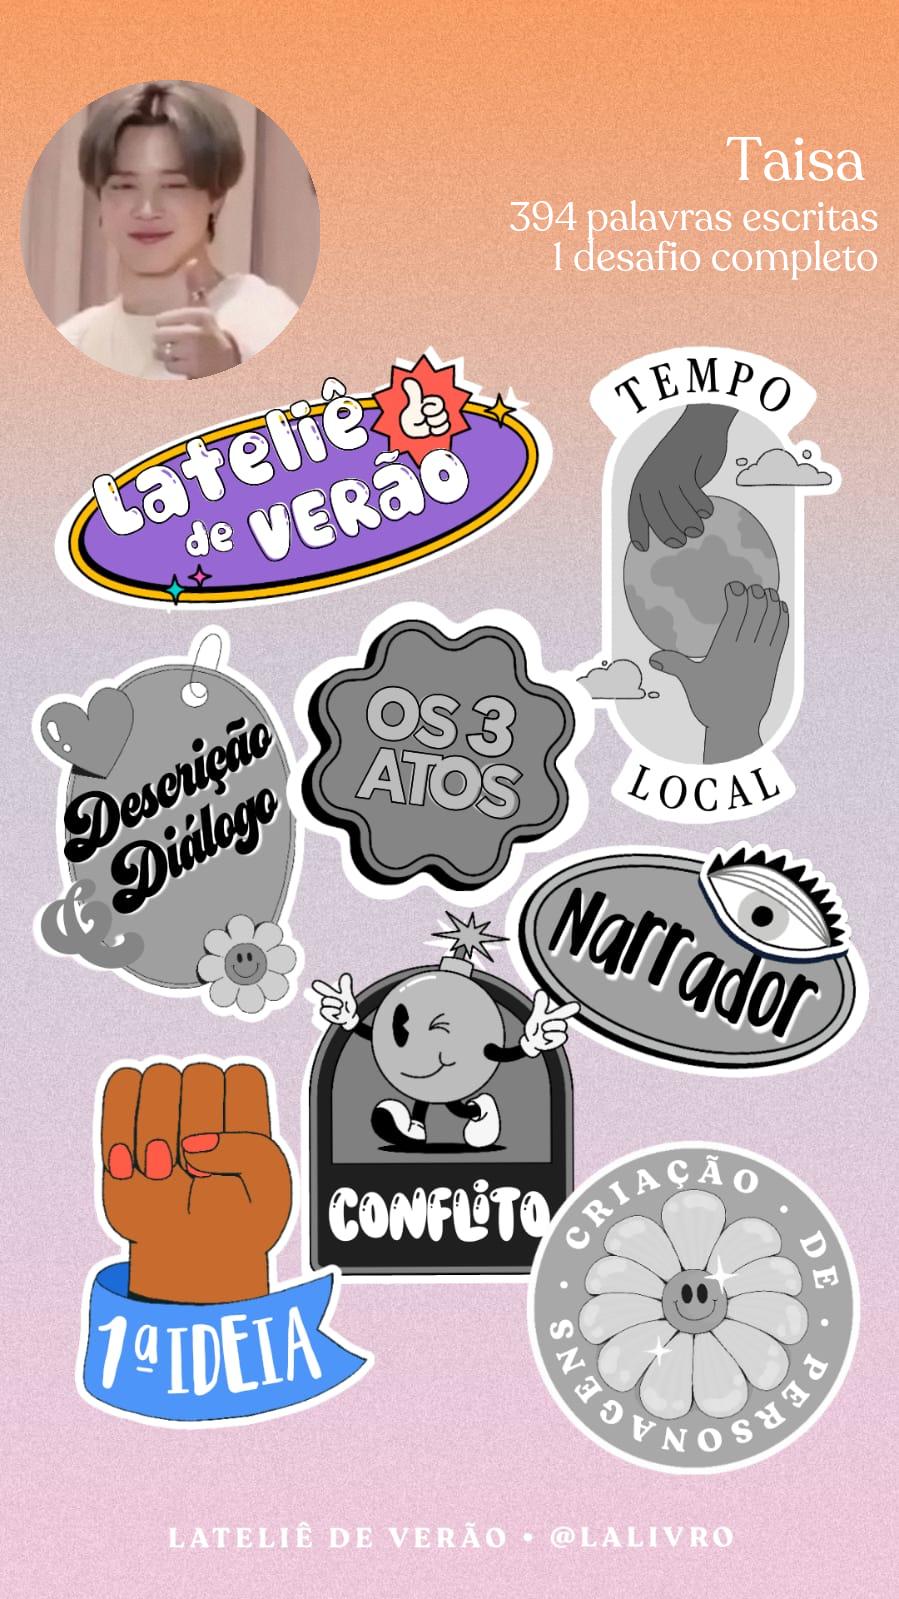 Taisa
394 palavras escritas
1 desafio completo
Lateliê
de VERÃO
TEMPO
LOCAL
OS 3
ATOS
Descrição
& Diálogo
Narrador
CONFLiTO
1ª IDEIA
CRIAÇÃO · DE · PERSONAGENS ·
LATELIÊ DE VERÃO • @LALIVRO